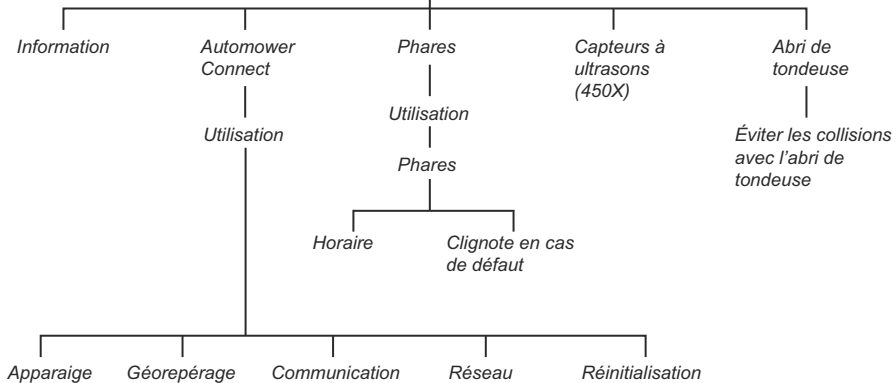 Information
Automower
Connect
Phares
Capteurs à
ultrasons
(450X)
Abri de
tondeuse
Utilisation
Utilisation
Éviter les collisions
avec l'abri de
tondeuse
Phares
Horaire
Clignote en cas
de défaut
Apparaige
Géorepérage
Communication
Réseau
Réinitialisation